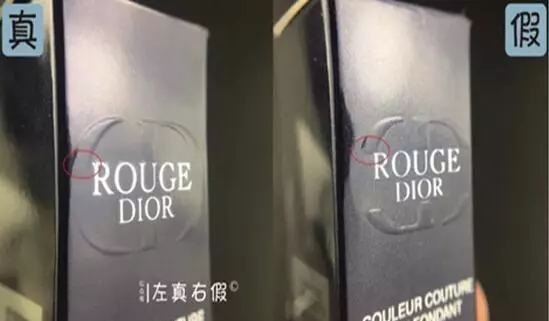 真
ROUGE
DIOR
左真右假
假
ROUGE
DIOR
COULEUR COUTURE
FONDANT